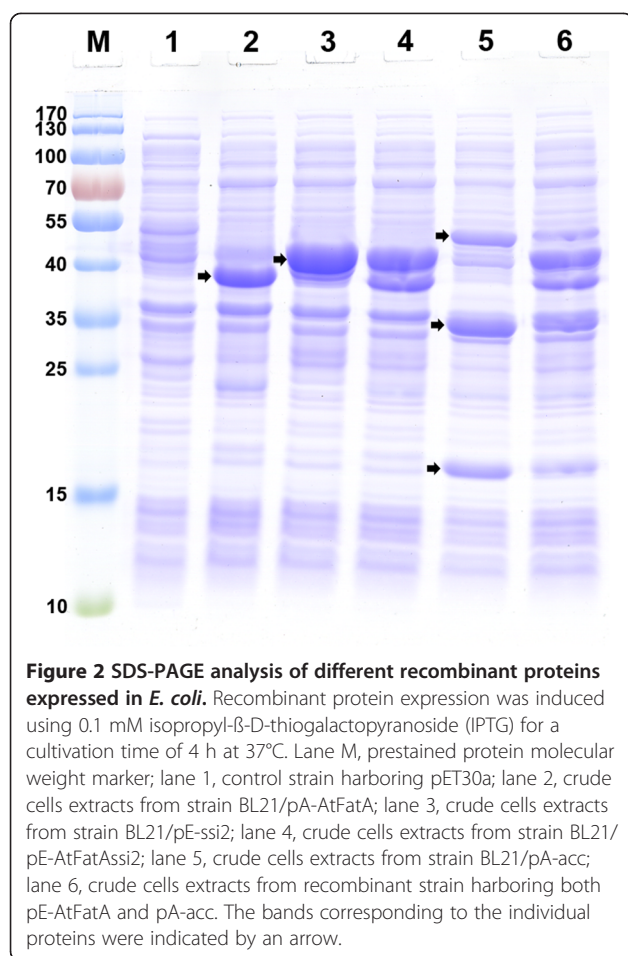 M 1 2 3 4 5 6
170
130
100
70
55
40
35
25
15
10
Figure 2 SDS-PAGE analysis of different recombinant proteins
expressed in E. coli. Recombinant protein expression was induced
using 0.1 mM isopropyl-ß-D-thiogalactopyranoside (IPTG) for a
cultivation time of 4 h at 37°C. Lane M, prestained protein molecular
weight marker; lane 1, control strain harboring pET30a; lane 2, crude
cells extracts from strain BL21/pA-AtFatA; lane 3, crude cells extracts
from strain BL21/pE-ssi2; lane 4, crude cells extracts from strain BL21/
pE-AtFatAssi2; lane 5, crude cells extracts from strain BL21/pA-acc;
lane 6, crude cells extracts from recombinant strain harboring both
pE-AtFatA and pA-acc. The bands corresponding to the individual
proteins were indicated by an arrow.